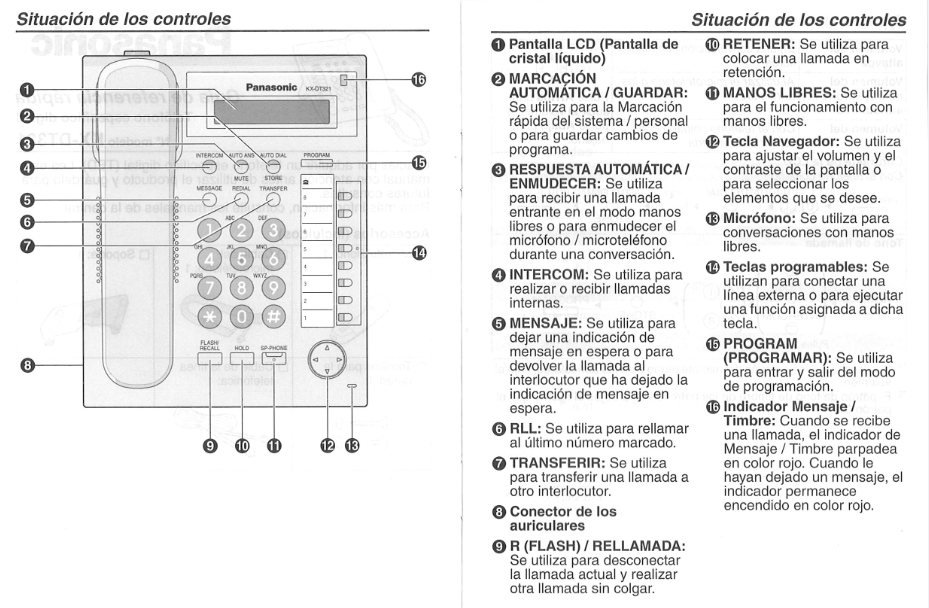 Situación de los controles
Panasonic
KX-DT321
INTERCOM
AUTO ANS
AUTO DIAL
PROGRAM
MUTE
STORE
MESSAGE
REDIAL
TRANSFER
ABC
DEF
1
2
3
GHI
JKL
MNO
4
5
6
PQRS
TUV
WXYZ
7
8
9
*
0
#
FLASH/
RECALL
HOLD
SP-PHONE
8
7
6
5
4
3
2
1
1
2
3
4
5
6
7
8
9
10
11
12
13
14
15
16
Situación de los controles
1 Pantalla LCD (Pantalla de
cristal líquido)
2 MARCACIÓN
AUTOMÁTICA / GUARDAR:
Se utiliza para la Marcación
rápida del sistema / personal
o para guardar cambios de
programa.
3 RESPUESTA AUTOMÁTICA /
ENMUDECER: Se utiliza
para recibir una llamada
entrante en el modo manos
libres o para enmudecer el
micrófono / microteléfono
durante una conversación.
4 INTERCOM: Se utiliza para
realizar o recibir llamadas
internas.
5 MENSAJE: Se utiliza para
dejar una indicación de
mensaje en espera o para
devolver la llamada al
interlocutor que ha dejado la
indicación de mensaje en
espera.
6 RLL: Se utiliza para rellamar
al último número marcado.
7 TRANSFERIR: Se utiliza
para transferir una llamada a
otro interlocutor.
8 Conector de los
auriculares
9 R (FLASH) / RELLAMADA:
Se utiliza para desconectar
la llamada actual y realizar
otra llamada sin colgar.
10 RETENER: Se utiliza para
colocar una llamada en
retención.
11 MANOS LIBRES: Se utiliza
para el funcionamiento con
manos libres.
12 Tecla Navegador: Se utiliza
para ajustar el volumen y el
contraste de la pantalla o
para seleccionar los
elementos que se desee.
13 Micrófono: Se utiliza para
conversaciones con manos
libres.
14 Teclas programables: Se
utilizan para conectar una
línea externa o para ejecutar
una función asignada a dicha
tecla.
15 PROGRAM
(PROGRAMAR): Se utiliza
para entrar y salir del modo
de programación.
16 Indicador Mensaje /
Timbre: Cuando se recibe
una llamada, el indicador de
Mensaje / Timbre parpadea
en color rojo. Cuando le
hayan dejado un mensaje, el
indicador permanece
encendido en color rojo.